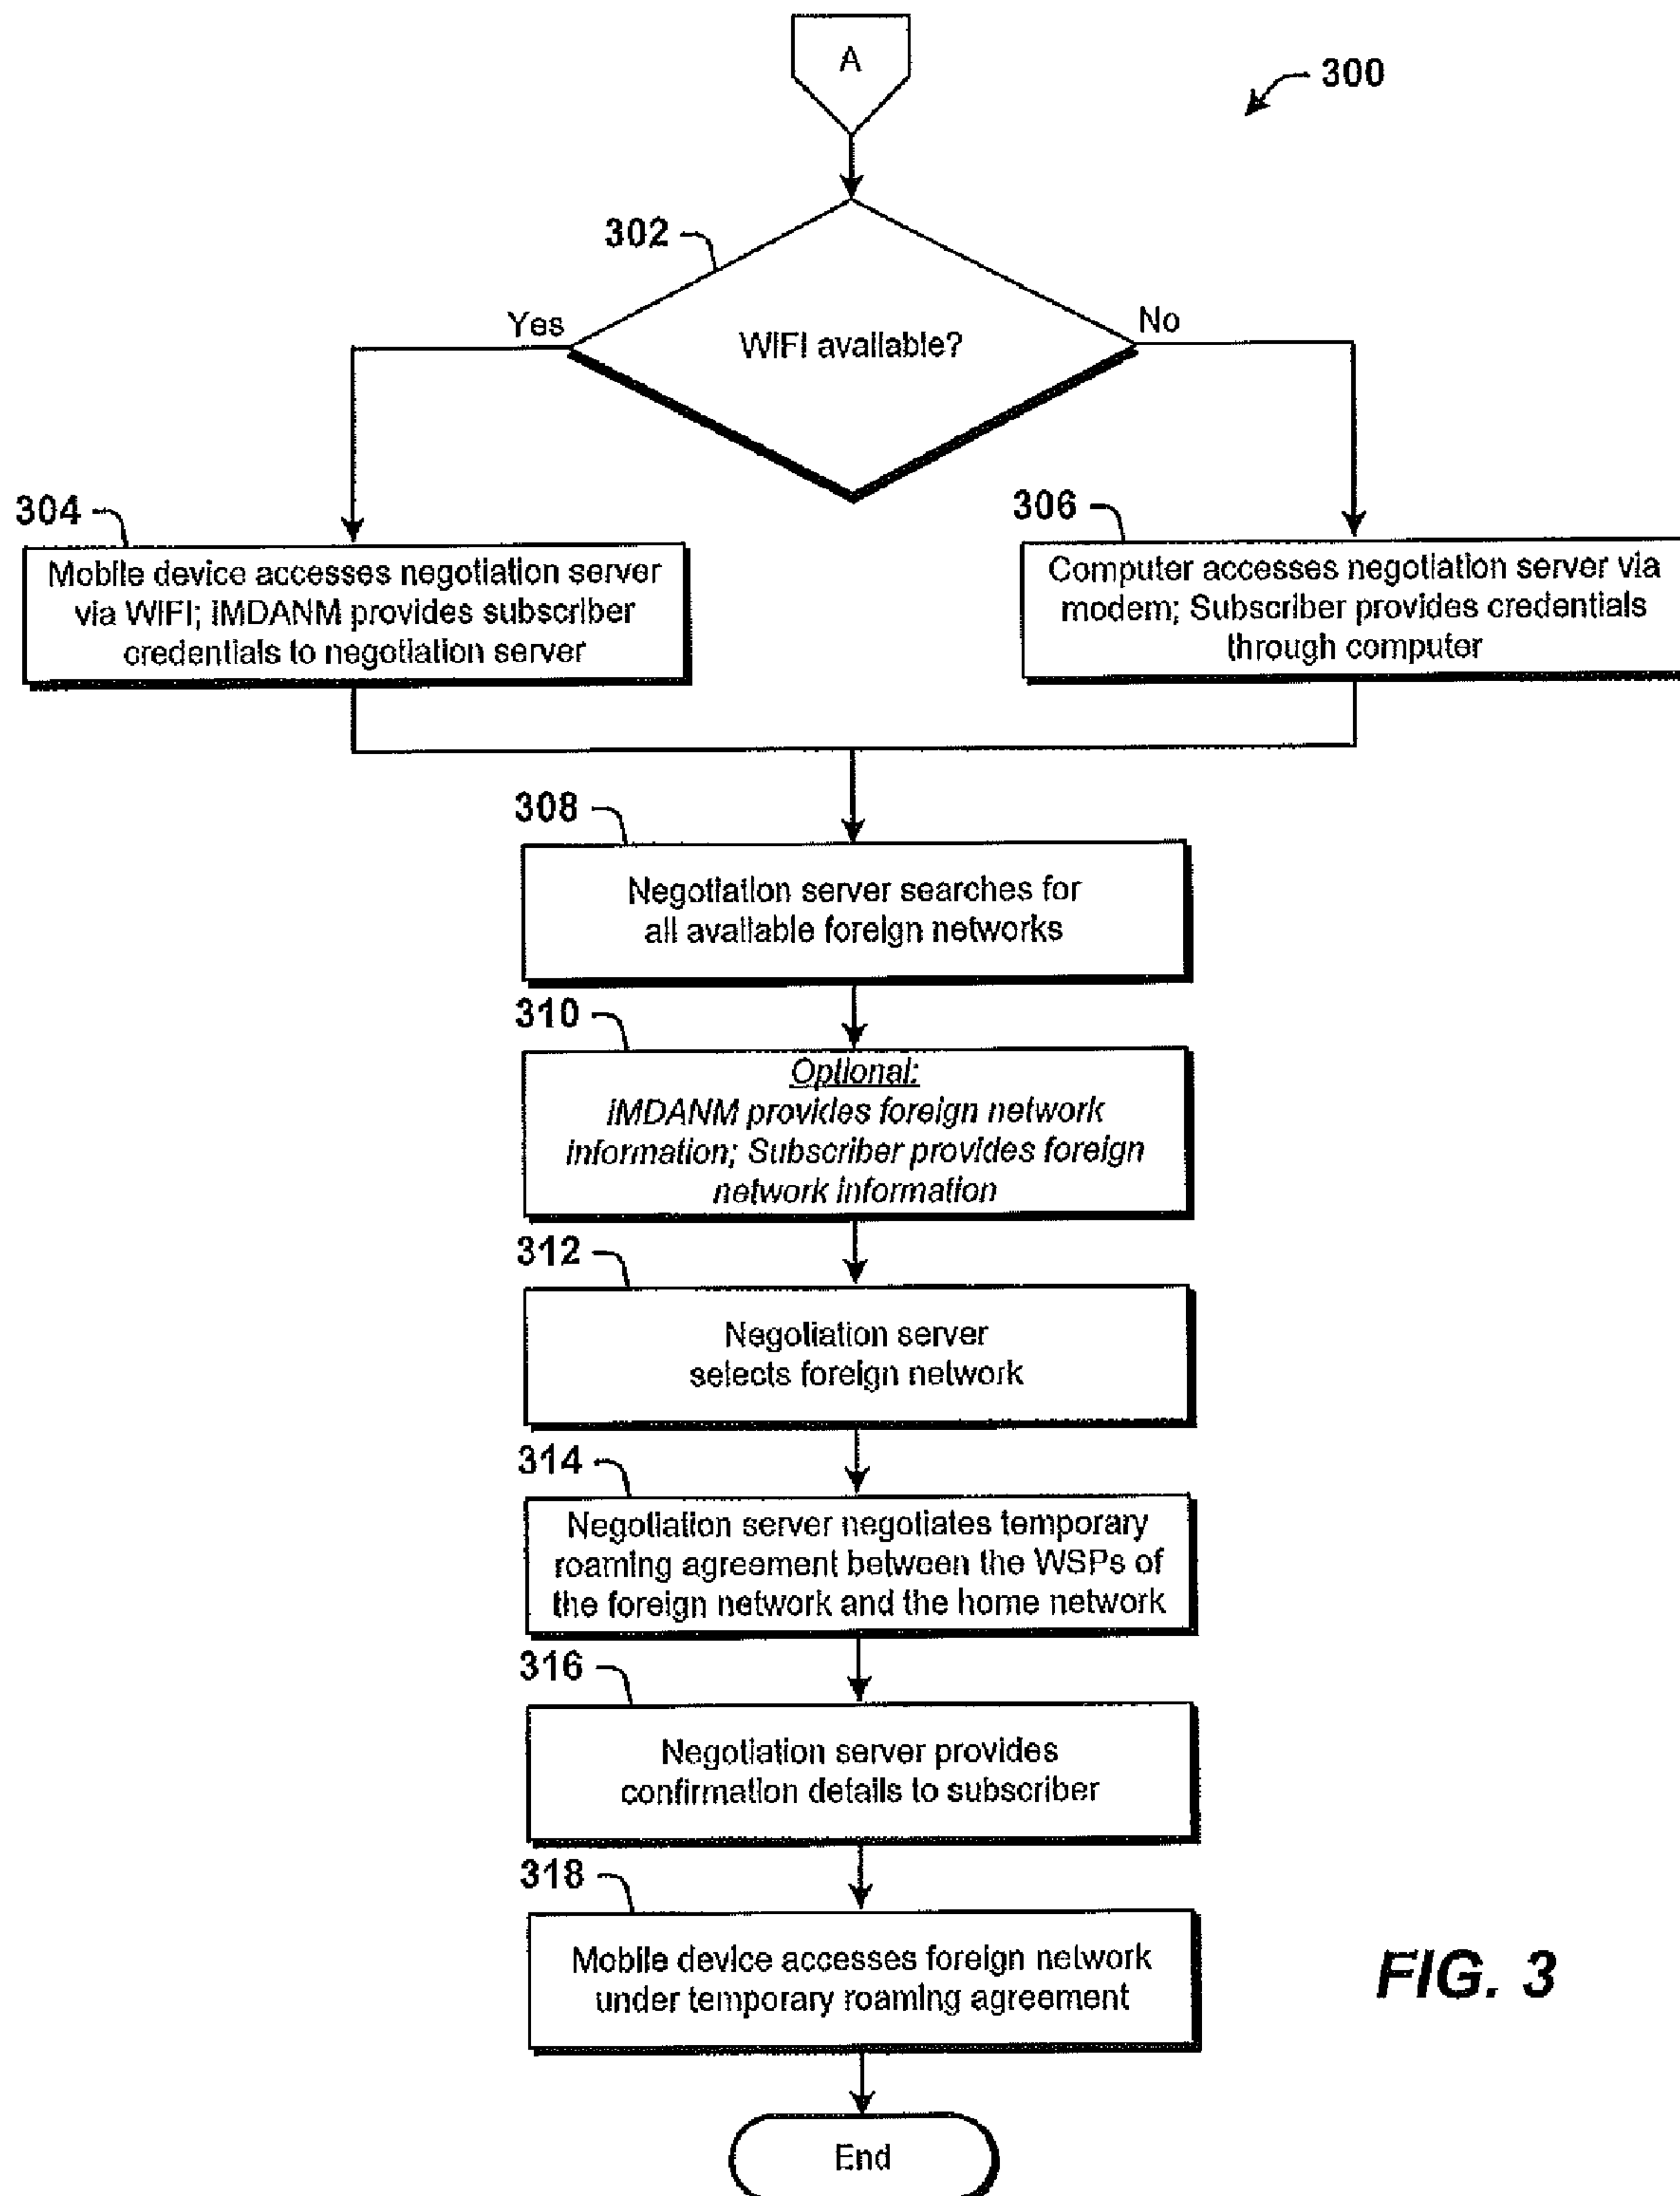 A
300
302
Yes
WIFI available?
No
304
Mobile device accesses negotiation server
via WIFI; IMDANM provides subscriber
credentials to negotiation server
306
Computer accesses negotiation server via
modem; Subscriber provides credentials
through computer
308
Negotiation server searches for
all available foreign networks
310
Optional:
IMDANM provides foreign network
information; Subscriber provides foreign
network information
312
Negotiation server
selects foreign network
314
Negotiation server negotiates temporary
roaming agreement between the WSPs of
the foreign network and the home network
316
Negotiation server provides
confirmation details to subscriber
318
Mobile device accesses foreign network
under temporary roaming agreement
FIG. 3
End